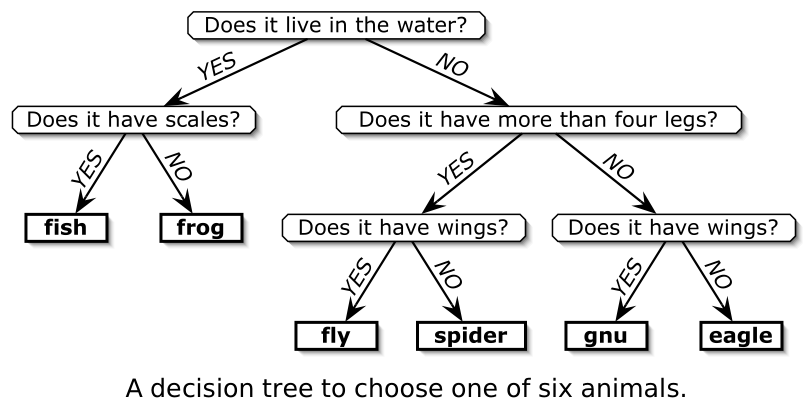 Does it live in the water?
YES
NO
Does it have scales?
Does it have more than four legs?
YES
NO
YES
NO
fish
frog
Does it have wings?
Does it have wings?
YES
NO
YES
NO
fly
spider
gnu
eagle
A decision tree to choose one of six animals.